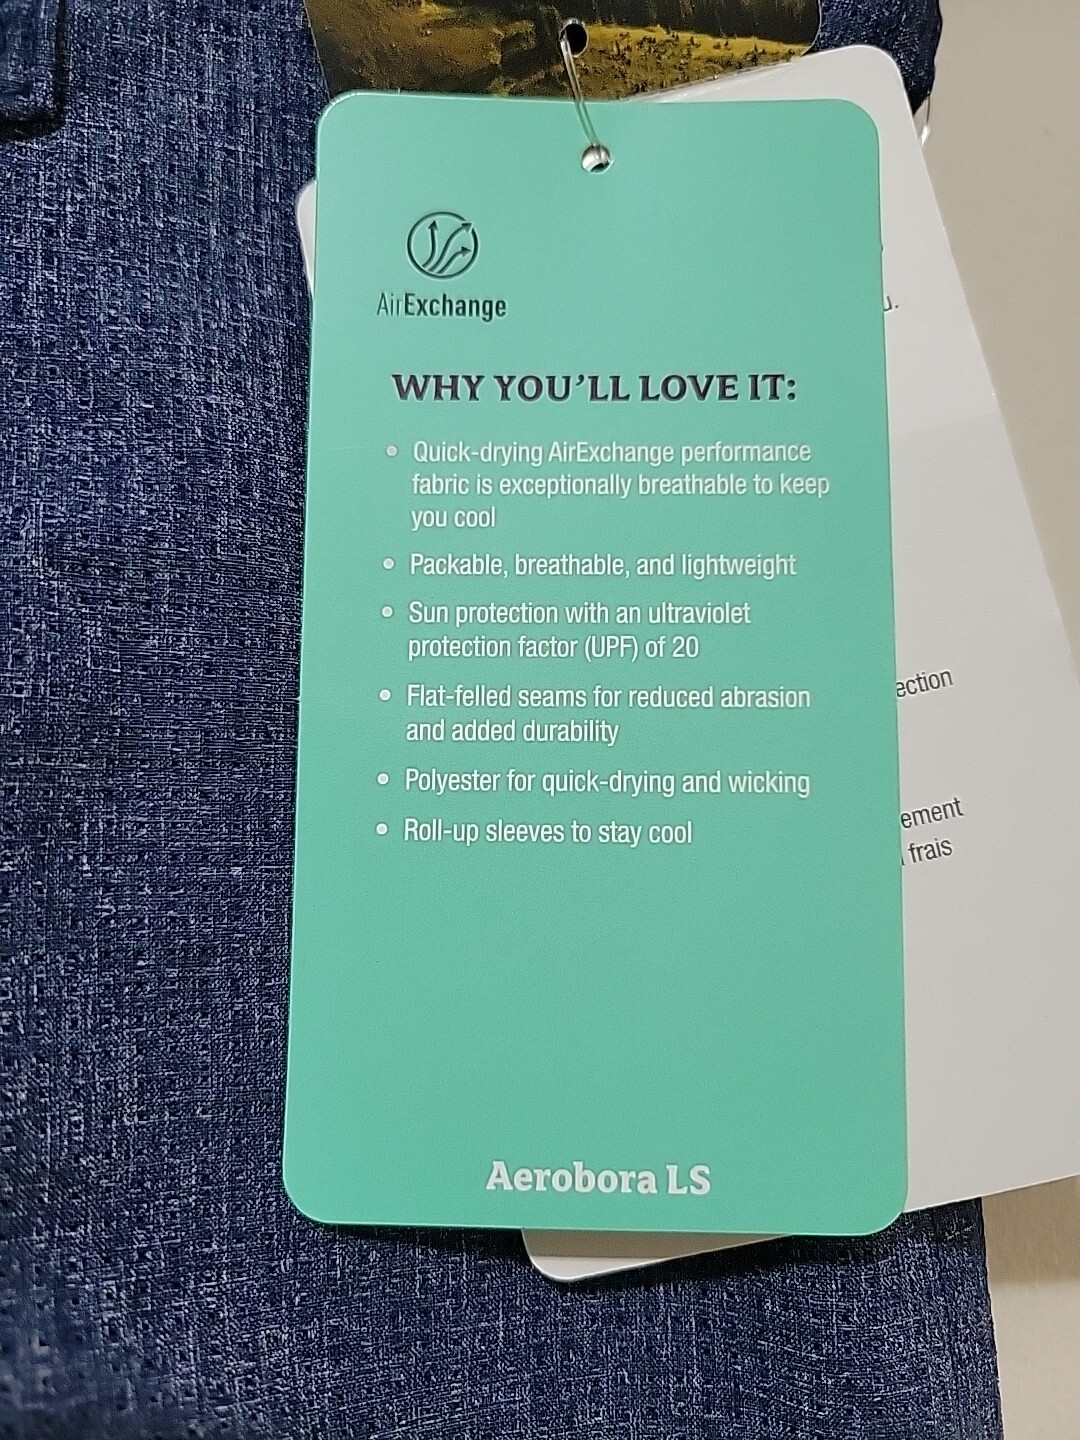 AirExchange
WHY YOU'LL LOVE IT:
• Quick-drying AirExchange performance
fabric is exceptionally breathable to keep
you cool
• Packable, breathable, and lightweight
• Sun protection with an ultraviolet
protection factor (UPF) of 20
• Flat-felled seams for reduced abrasion
and added durability
• Polyester for quick-drying and wicking
• Roll-up sleeves to stay cool
Aerobora LS
frais